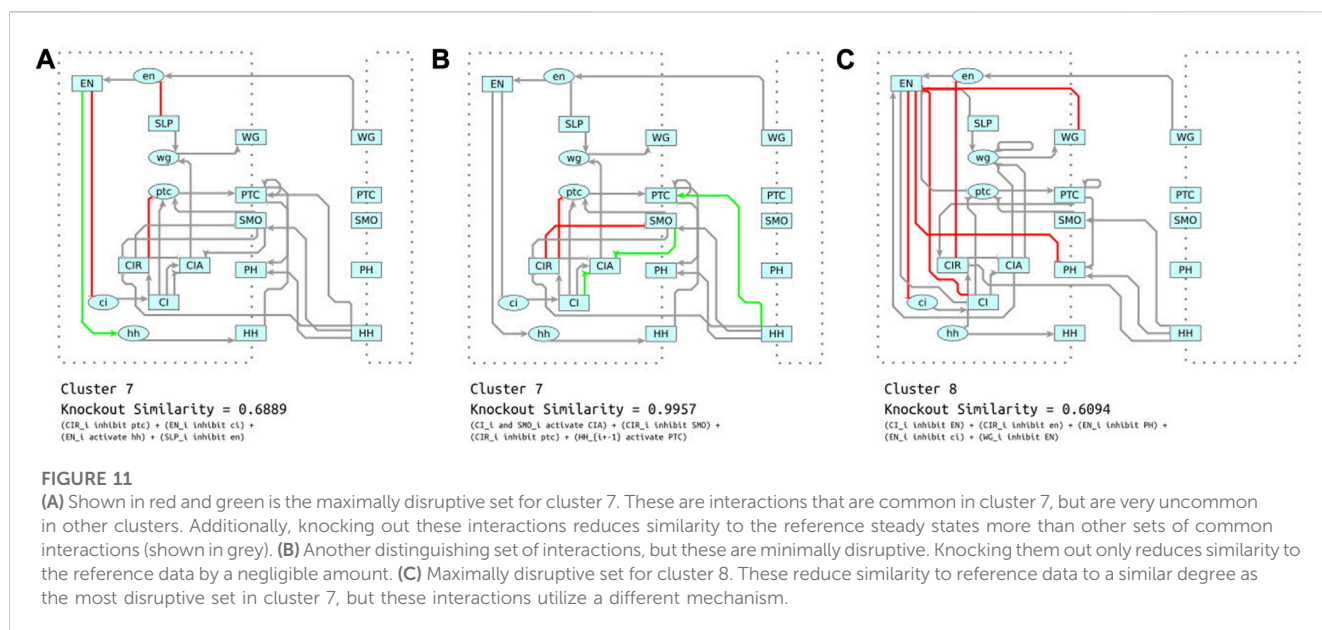 A
EN
en
SLP
WG
WG
wg
ptc
PTC
PTC
SMO
SMO
CIR
CIA
PH
PH
ci
CI
hh
HH
HH
Cluster 7
Knockout Similarity = 0.6889
(CIR_i inhibit ptc) + (EN_i inhibit ci) +
(EN_i activate hh) + (SLP_i inhibit en)
B
EN
en
SLP
WG
WG
wg
ptc
PTC
PTC
SMO
SMO
CIR
CIA
PH
PH
ci
CI
hh
HH
HH
Cluster 7
Knockout Similarity = 0.9957
(CI_i and SMO_i activate CIA) + (CIR_i inhibit SMO) +
(CIR_i inhibit ptc) + (HH_{i+-1} activate PTC)
C
EN
en
SLP
WG
WG
wg
ptc
PTC
PTC
SMO
SMO
CIR
CIA
PH
PH
ci
CI
hh
HH
HH
Cluster 8
Knockout Similarity = 0.6094
(CI_i inhibit EN) + (CIR_i inhibit en) + (EN_i inhibit PH) +
(EN_i inhibit ci) + (WG_i inhibit EN)
FIGURE 11
(A) Shown in red and green is the maximally disruptive set for cluster 7. These are interactions that are common in cluster 7, but are very uncommon
in other clusters. Additionally, knocking out these interactions reduces similarity to the reference steady states more than other sets of common
interactions (shown in grey). (B) Another distinguishing set of interactions, but these are minimally disruptive. Knocking them out only reduces similarity to
the reference data by a negligible amount. (C) Maximally disruptive set for cluster 8. These reduce similarity to reference data to a similar degree as
the most disruptive set in cluster 7, but these interactions utilize a different mechanism.